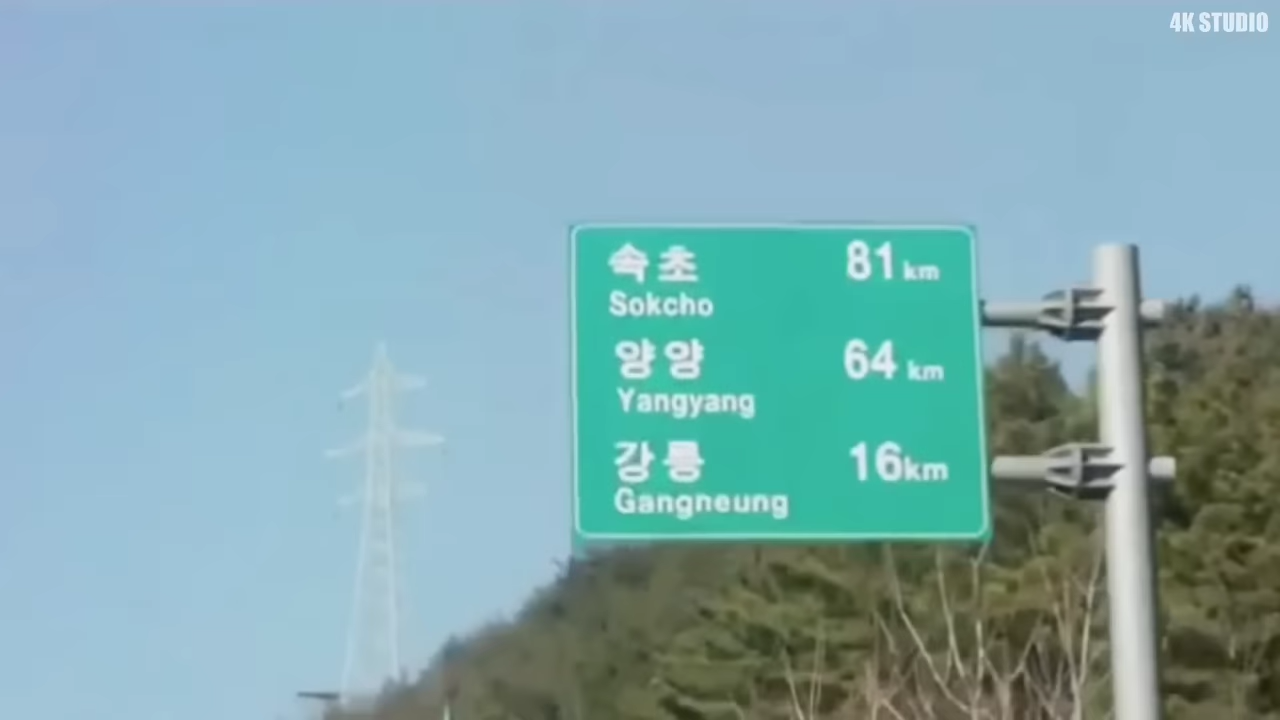 4K STUDIO
속초 81 km
Sokcho
양양 64 km
Yangyang
강릉 16km
Gangneung